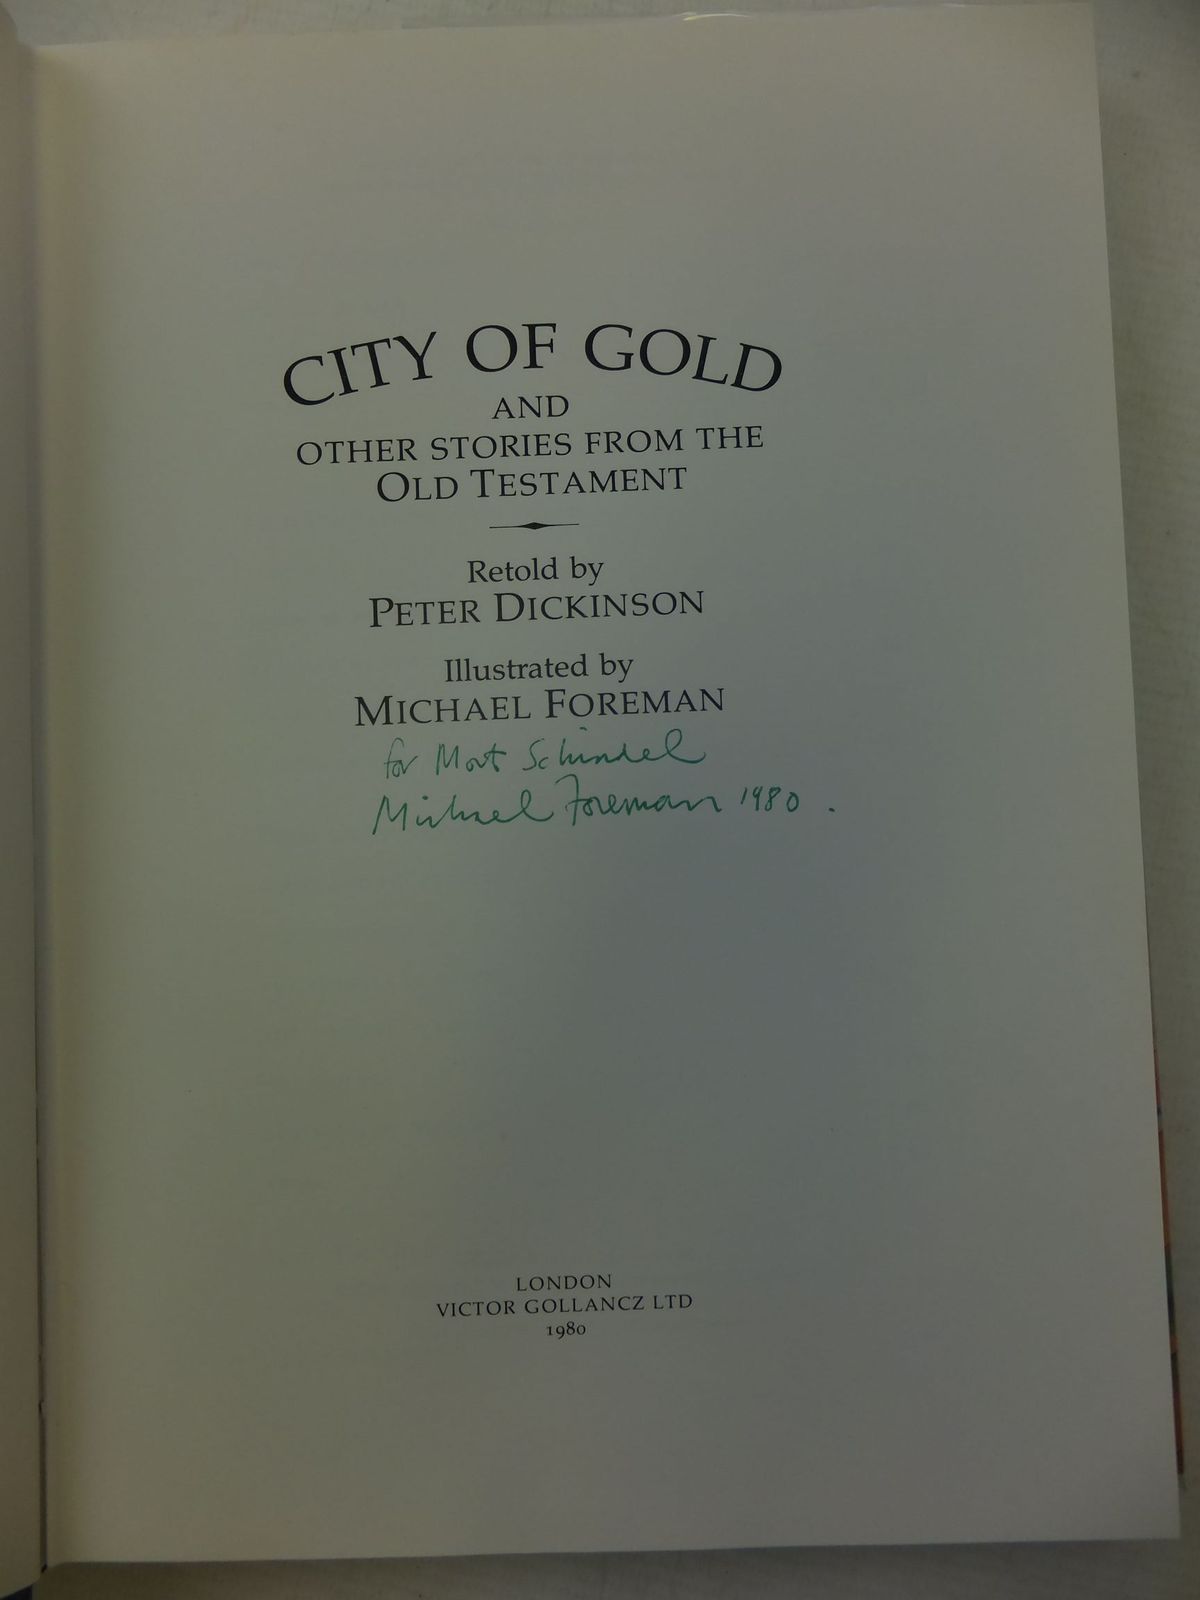 CITY OF GOLD
AND
OTHER STORIES FROM THE
OLD TESTAMENT
Retold by
PETER DICKINSON
Illustrated by
MICHAEL FOREMAN
for Mort Schindel
Michael Foreman 1980 .
LONDON
VICTOR GOLLANCZ LTD
1980